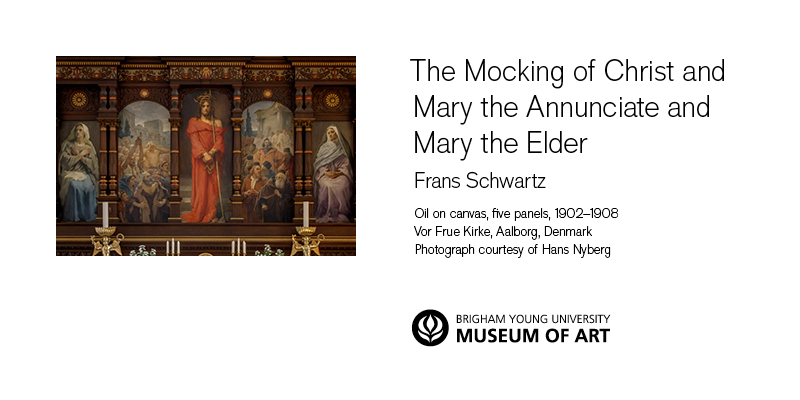 The Mocking of Christ and
Mary the Annunciate and
Mary the Elder
Frans Schwartz
Oil on canvas, five panels, 1902–1908
Vor Frue Kirke, Aalborg, Denmark
Photograph courtesy of Hans Nyberg
BRIGHAM YOUNG UNIVERSITY
MUSEUM OF ART